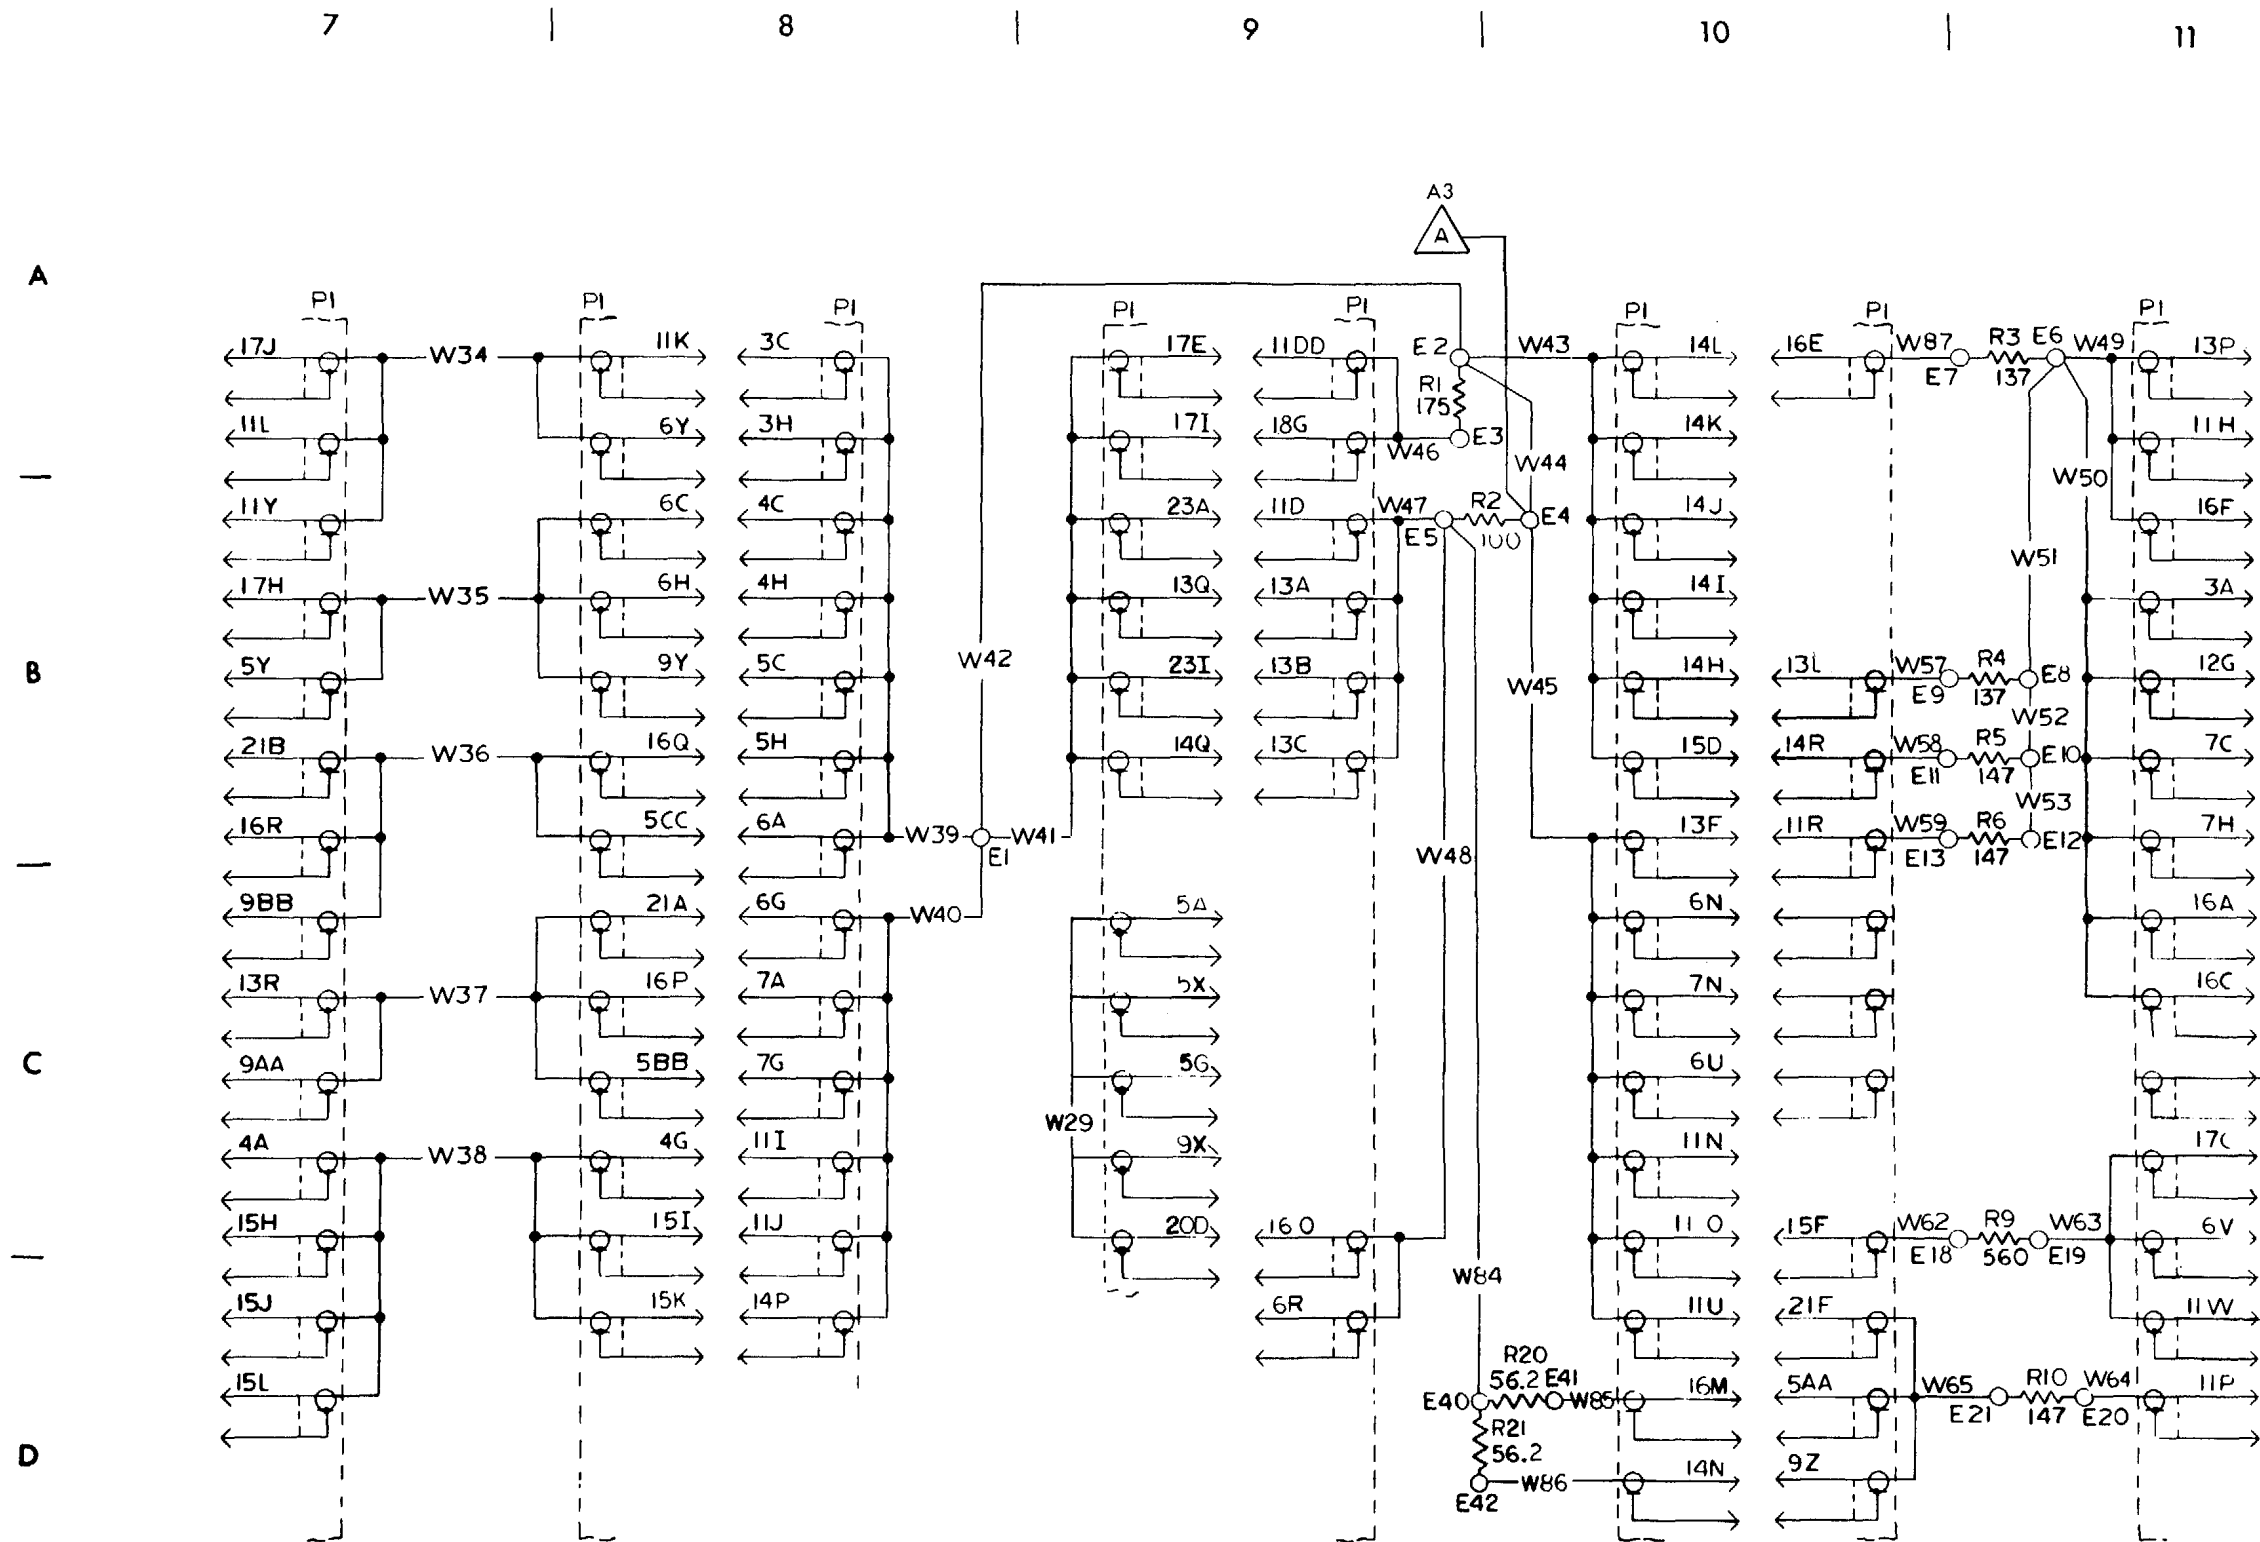 7 | 8 | 9 | 10 | 11
A3
A
A
P1 P1 P1 P1 P1 P1 P1 P1
17J W34 11K 3C 17E 11DD E2 W43 14L 16E W87 R3 E6 W49 13P
E7 137
R1
175
11L 6Y 3H 17I 18G W46 E3 14K 11H
W44 W50
11Y 6C 4C 23A 11D W47 R2 E4 14J 16F
E5 100
W51
17H W35 6H 4H 13Q 13A 14I 3A
B W42
5Y 9Y 5C 23I 13B W45 14H 13L W57 R4 E8 12G
E9 137
W52
21B W36 16Q 5H 14Q 13C 15D 14R W58 R5 E10 7C
E11 147
W53
16R 5CC 6A W39 E1 W41 13F 11R W59 R6 E12 7H
E13 147
W48
9BB 21A 6G W40 5A 6N 16A
13R W37 16P 7A 5X 7N 16C
C
9AA 5BB 7G 5G 6U
W29
4A W38 4G 11I 9X 11N 17C
15H 15I 11J 20D 16O 11O 15F W62 R9 W63 6V
E18 560 E19
W84
15J 15K 14P 6R 11U 21F 11W
R20
56.2 E41
15L E40 W85 16M 5AA W65 R10 W64 11P
E21 147 E20
R21
56.2
D
W86 14N 9Z
E42